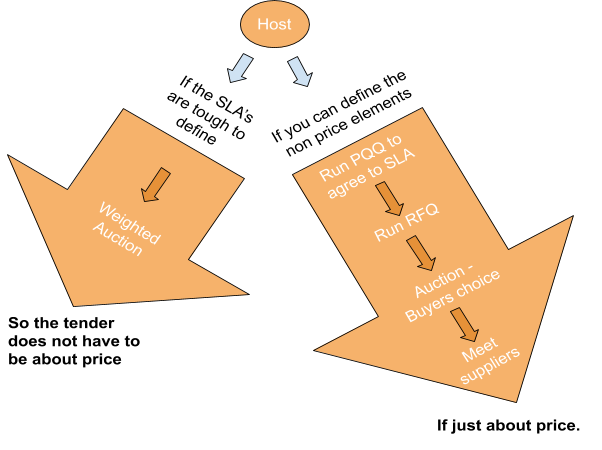 Host
If the SLA's
are tough to
define
If you can define the
non price elements
Weighted
Auction
Run PQQ to
agree to SLA
Run RFQ
Auction -
Buyers choice
Meet
suppliers
So the tender
does not have to
be about price
If just about price.